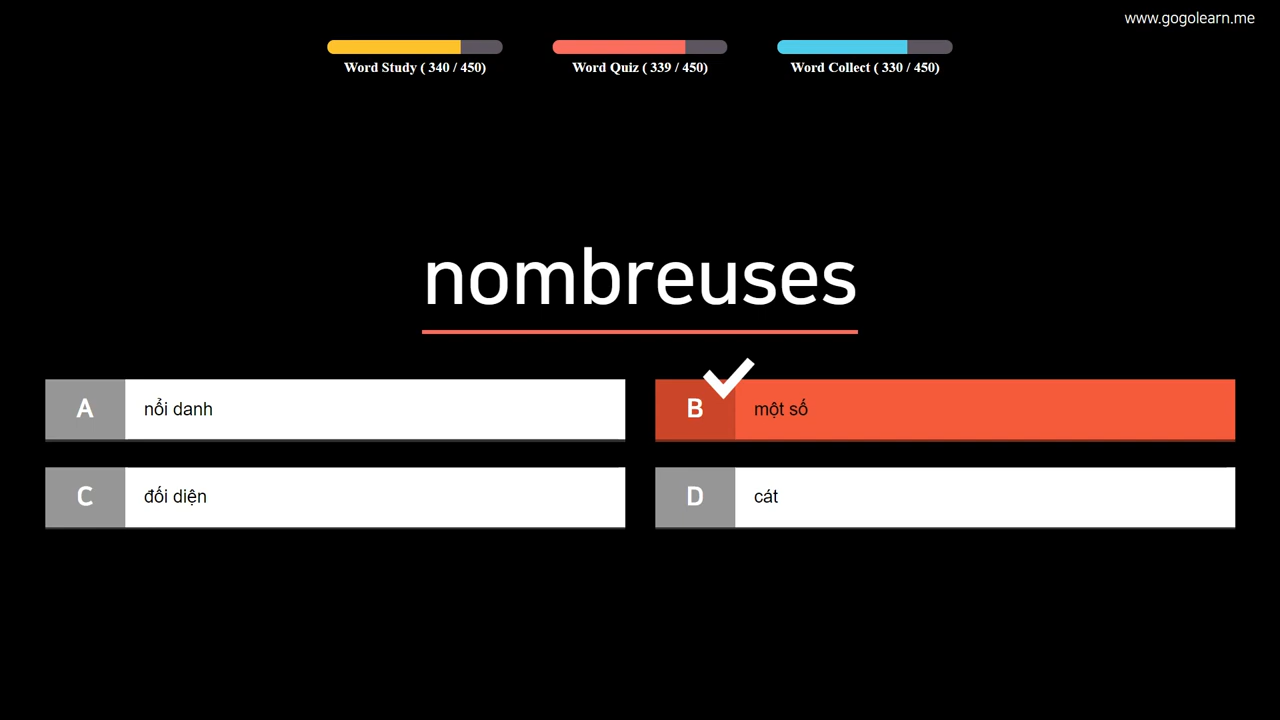 www.gogolearn.me
Word Study ( 340 / 450)
Word Quiz ( 339 / 450)
Word Collect ( 330 / 450)
nombreuses
A nổi danh
B một số
C đối diện
D cát